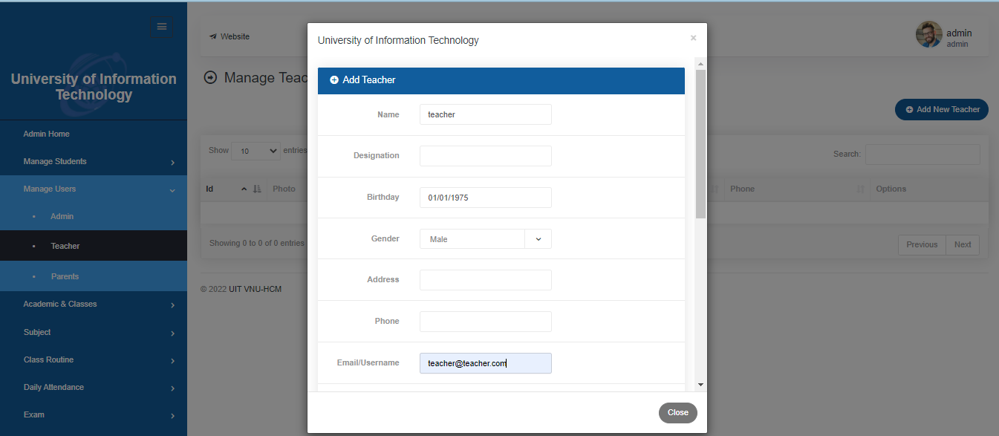 University of Information
Technology
Admin Home
Manage Students
Manage Users
Admin
Teacher
Parents
Academic & Classes
Subject
Class Routine
Daily Attendance
Exam
Website
admin
admin
Manage Teac
Add New Teacher
Show 10 entries
Search:
Id Photo Phone Options
Showing 0 to 0 of 0 entries
Previous Next
© 2022 UIT VNU-HCM
University of Information Technology
×
Add Teacher
Name teacher
Designation
Birthday 01/01/1975
Gender Male
Address
Phone
Email/Username teacher@teacher.com
Close